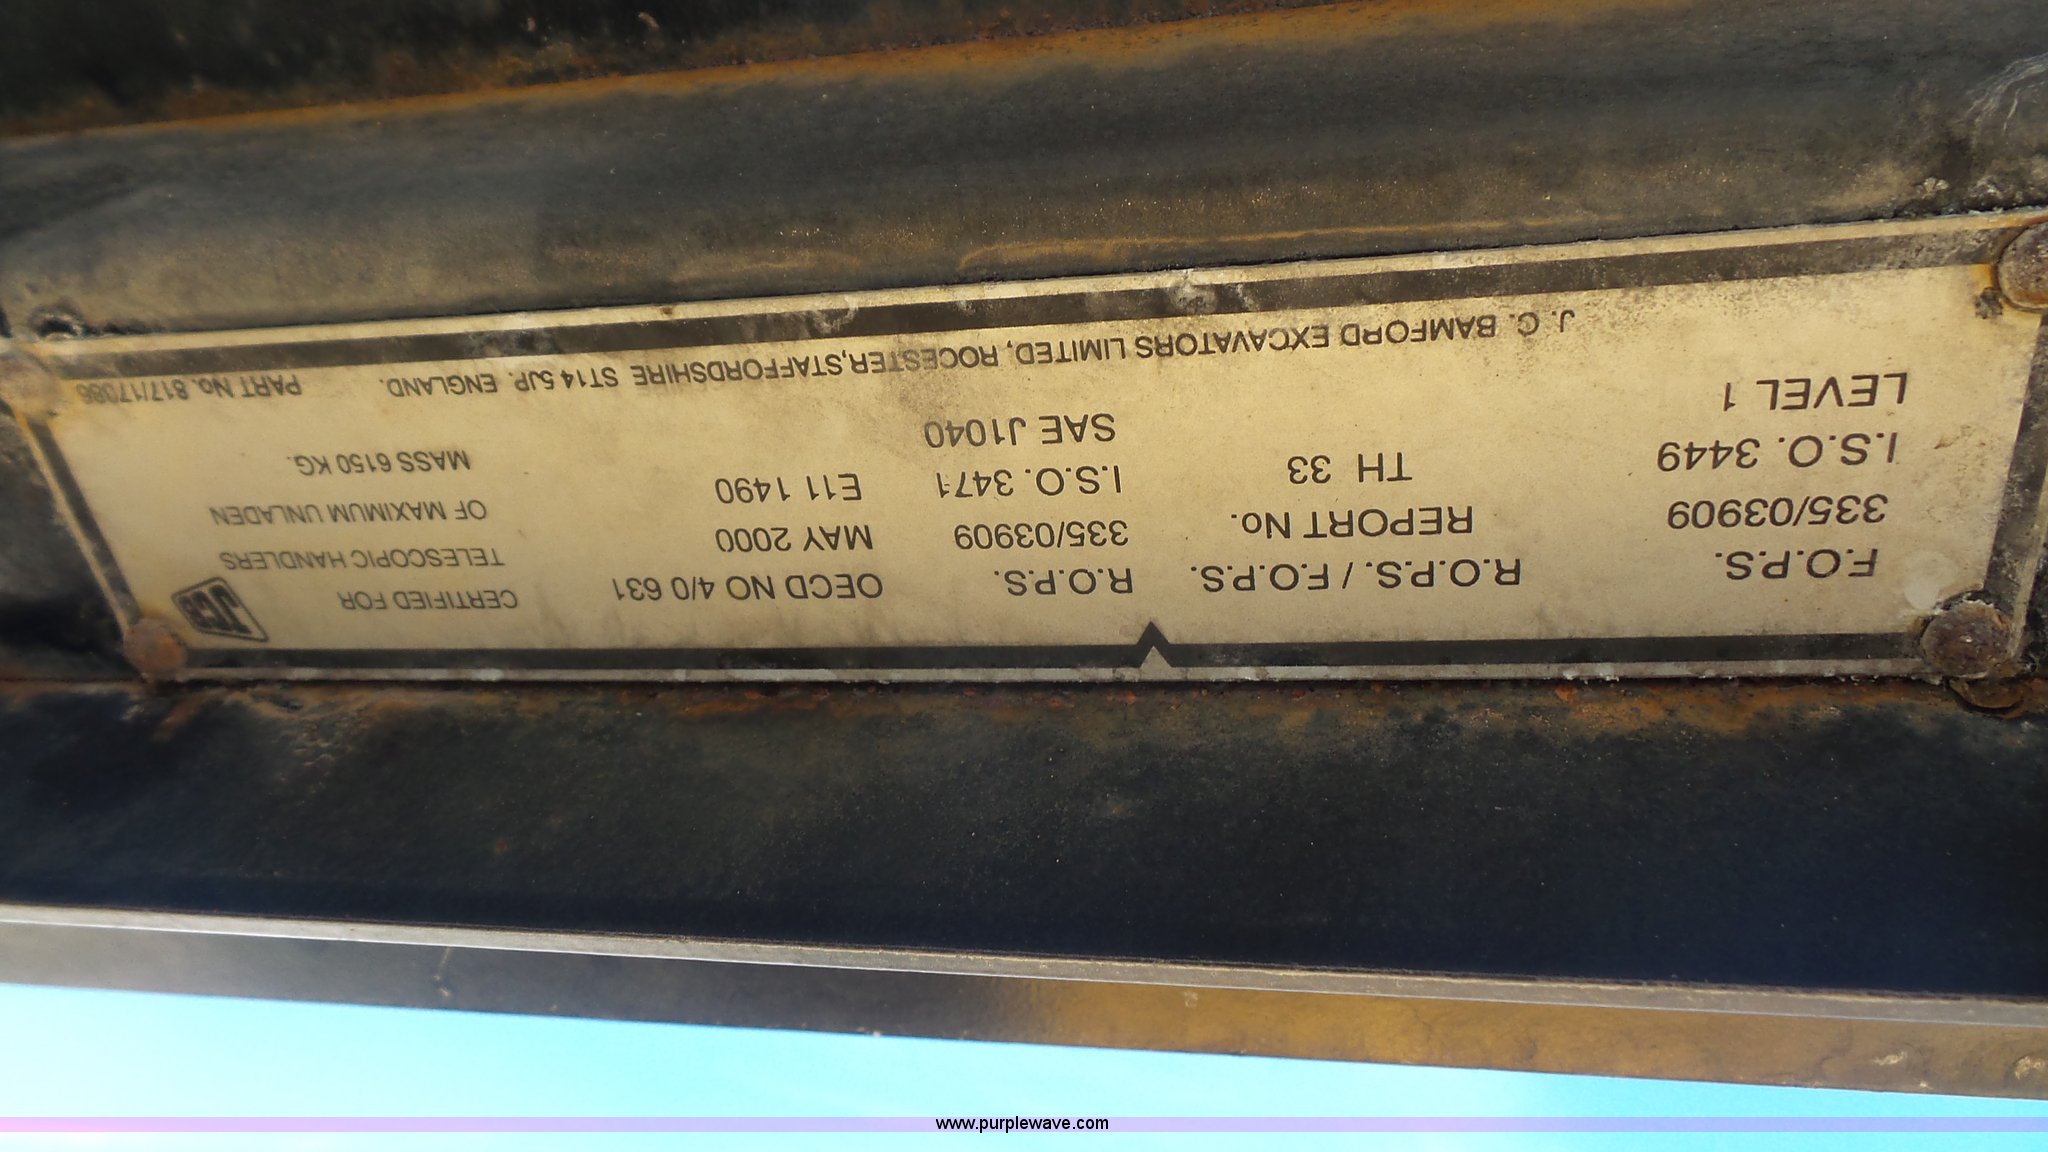 F.O.P.S.
335/03909
I.S.O. 3449
LEVEL 1
R.O.P.S. / F.O.P.S.
REPORT No.
TH 33
R.O.P.S.
335/03909
I.S.O. 3471
SAE J1040
OECD NO 4/0 631
MAY 2000
E11 1490
CERTIFIED FOR
TELESCOPIC HANDLERS
OF MAXIMUM UNLADEN
MASS 6150 KG.
JCB
J. C. BAMFORD EXCAVATORS LIMITED, ROCESTER,STAFFORDSHIRE ST14 5JP. ENGLAND.
PART No. 817/17086
www.purplewave.com